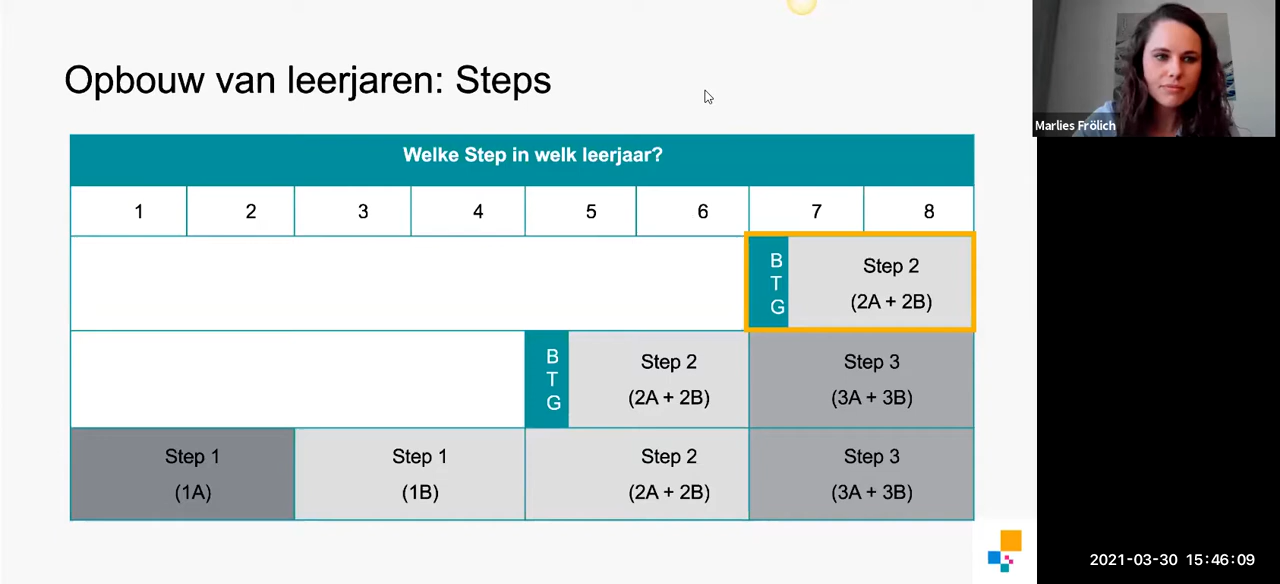 Opbouw van leerjaren: Steps
Marlies Frölich
Welke Step in welk leerjaar?
1 2 3 4 5 6 7 8
B
T
G
Step 2
(2A + 2B)
B
T
G
Step 2
(2A + 2B)
Step 3
(3A + 3B)
Step 1
(1A)
Step 1
(1B)
Step 2
(2A + 2B)
Step 3
(3A + 3B)
2021-03-30 15:46:09